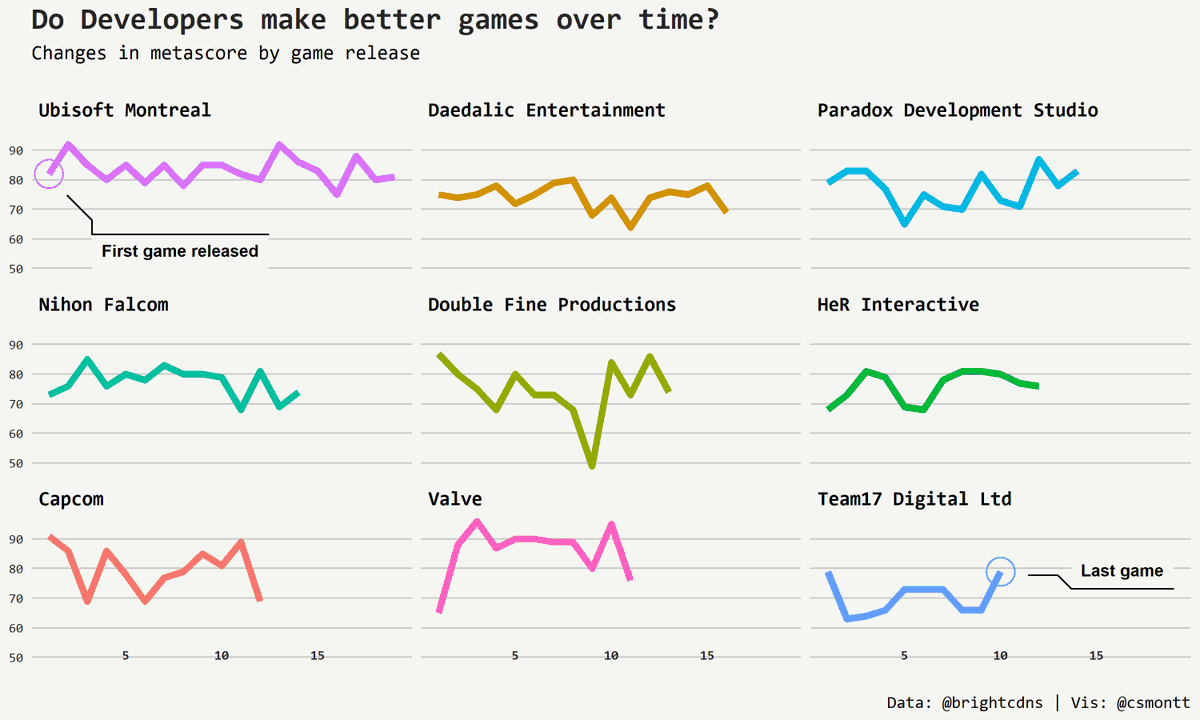 Do Developers make better games over time?
Changes in metascore by game release
Ubisoft Montreal
Daedalic Entertainment
Paradox Development Studio
90
80
70
60
50
First game released
Nihon Falcom
Double Fine Productions
HeR Interactive
90
80
70
60
50
Capcom
Valve
Team17 Digital Ltd
90
80
70
60
50
Last game
5 10 15
5 10 15
5 10 15
Data: @brightcdns | Vis: @csmontt